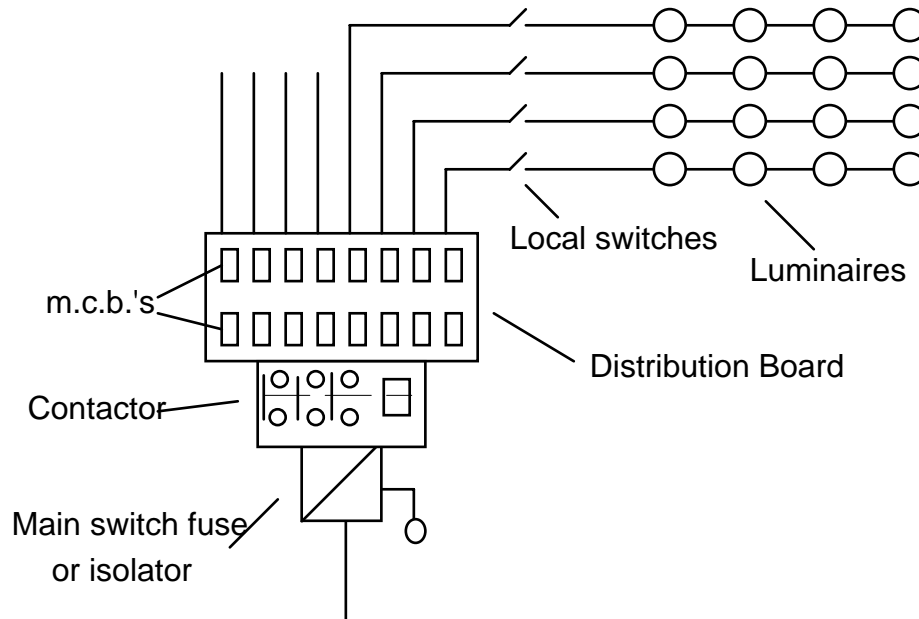 Local switches
Luminaires
m.c.b.'s
Distribution Board
Contactor
Main switch fuse
or isolator